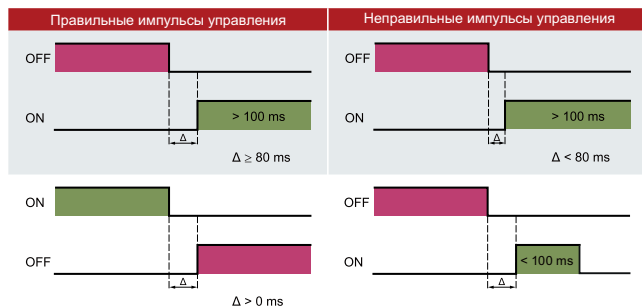 Правильные импульсы управления
Неправильные импульсы управления
OFF
ON
> 100 ms
Δ
Δ ≥ 80 ms
OFF
ON
> 100 ms
Δ
Δ < 80 ms
ON
OFF
Δ
Δ > 0 ms
OFF
ON
< 100 ms
Δ